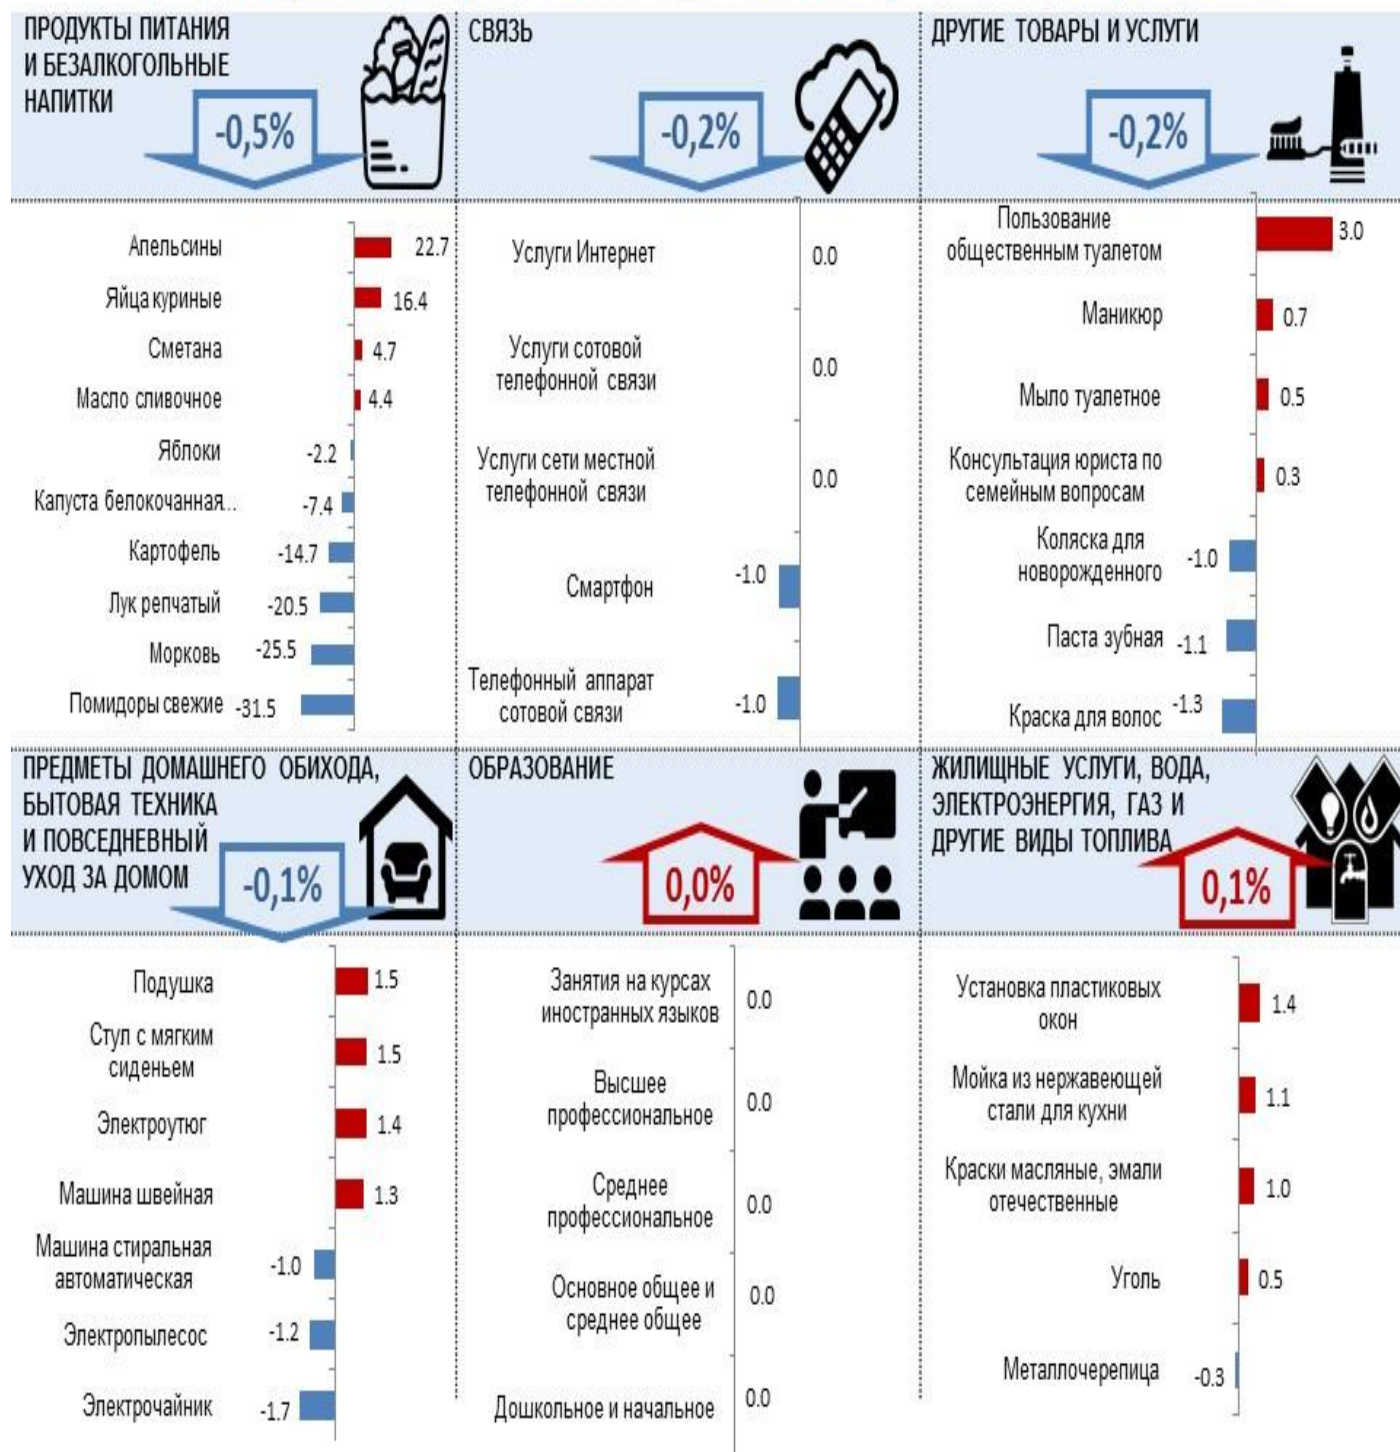 ПРОДУКТЫ ПИТАНИЯ
И БЕЗАЛКОГОЛЬНЫЕ
НАПИТКИ
-0,5%
Апельсины 22.7
Яйца куриные 16.4
Сметана 4.7
Масло сливочное 4.4
Яблоки -2.2
Капуста белокочанная... -7.4
Картофель -14.7
Лук репчатый -20.5
Морковь -25.5
Помидоры свежие -31.5
СВЯЗЬ
-0,2%
Услуги Интернет 0.0
Услуги сотовой
телефонной связи 0.0
Услуги сети местной
телефонной связи 0.0
Смартфон -1.0
Телефонный аппарат
сотовой связи -1.0
ДРУГИЕ ТОВАРЫ И УСЛУГИ
-0,2%
Пользование
общественным туалетом 3.0
Маникюр 0.7
Мыло туалетное 0.5
Консультация юриста по
семейным вопросам 0.3
Коляска для
новорожденного -1.0
Паста зубная -1.1
Краска для волос -1.3
ПРЕДМЕТЫ ДОМАШНЕГО ОБИХОДА,
БЫТОВАЯ ТЕХНИКА
И ПОВСЕДНЕВНЫЙ
УХОД ЗА ДОМОМ
-0,1%
Подушка 1.5
Стул с мягким
сиденьем 1.5
Электроутюг 1.4
Машина швейная 1.3
Машина стиральная
автоматическая -1.0
Электропылесос -1.2
Электрочайник -1.7
ОБРАЗОВАНИЕ
0,0%
Занятия на курсах
иностранных языков 0.0
Высшее
профессиональное 0.0
Среднее
профессиональное 0.0
Основное общее и
среднее общее 0.0
Дошкольное и начальное 0.0
ЖИЛИЩНЫЕ УСЛУГИ, ВОДА,
ЭЛЕКТРОЭНЕРГИЯ, ГАЗ И
ДРУГИЕ ВИДЫ ТОПЛИВА
0,1%
Установка пластиковых
окон 1.4
Мойка из нержавеющей
стали для кухни 1.1
Краски масляные, эмали
отечественные 1.0
Уголь 0.5
Металлочерепица -0.3